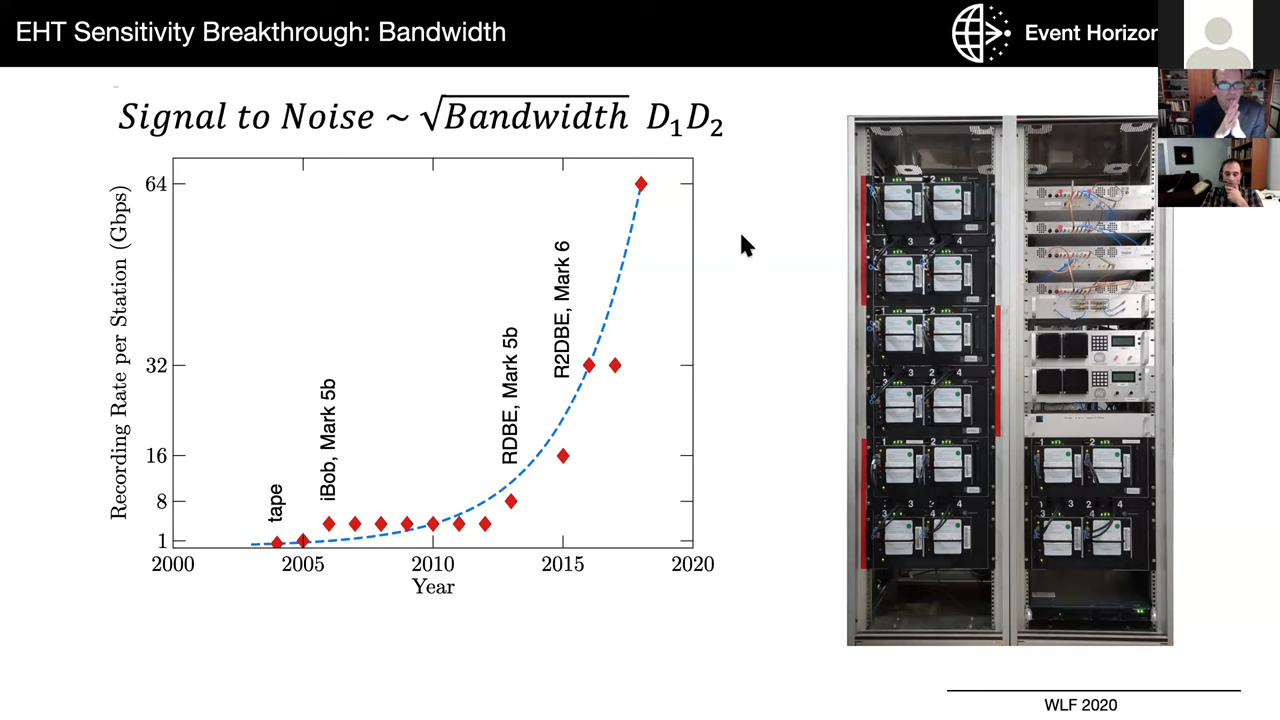 EHT Sensitivity Breakthrough: Bandwidth
Event Horizon
Signal to Noise ~ √Bandwidth D₁D₂
64
32
16
8
1
Recording Rate per Station (Gbps)
tape
iBob, Mark 5b
RDBE, Mark 5b
R2DBE, Mark 6
2000
2005
2010
2015
2020
Year
WLF 2020